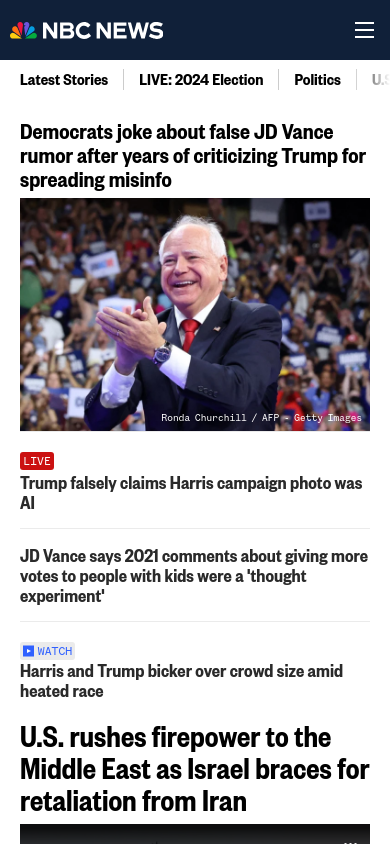 NBC NEWS
Latest Stories
LIVE: 2024 Election
Politics
Democrats joke about false JD Vance
rumor after years of criticizing Trump for
spreading misinfo
Ronda Churchill / AFP - Getty Images
LIVE
Trump falsely claims Harris campaign photo was
AI
JD Vance says 2021 comments about giving more
votes to people with kids were a 'thought
experiment'
WATCH
Harris and Trump bicker over crowd size amid
heated race
U.S. rushes firepower to the
Middle East as Israel braces for
retaliation from Iran